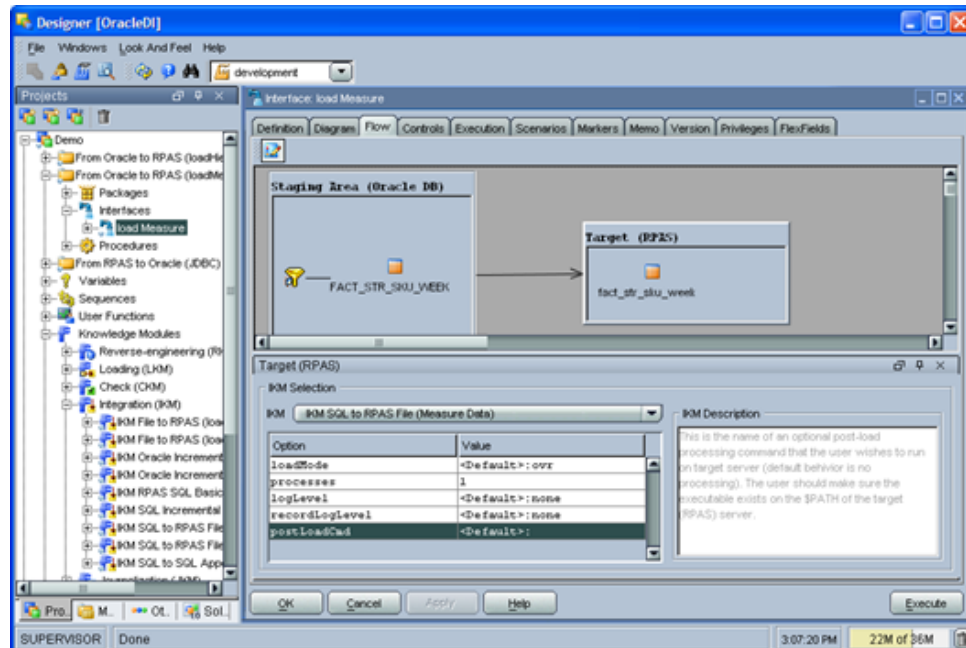 Designer [OracleDI]
File Windows Look And Feel Help
development
Projects
Demo
From Oracle to RPAS (loadHie
From Oracle to RPAS (loadMe
Packages
Interfaces
load Measure
Procedures
From RPAS to Oracle (JDBC)
Variables
Sequences
User Functions
Knowledge Modules
Reverse-engineering (RK
Loading (LKM)
Check (CKM)
Integration (IKM)
IKM File to RPAS (loa
IKM File to RPAS (loa
IKM Oracle Increment
IKM Oracle Increment
IKM RPAS SQL Basic
IKM SQL Incremental
IKM SQL to RPAS File
IKM SQL to RPAS File
IKM SQL to SQL Appe
Pro.. M.. Ot.. Sol..
Interface: load Measure
Definition Diagram Flow Controls Execution Scenarios Markers Memo Version Privileges FlexFields
Staging Area (Oracle DB)
FACT_STR_SKU_WEEK
Target (RPAS)
fact_str_sku_week
Target (RPAS)
IKM Selection
IKM IKM SQL to RPAS File (Measure Data)
Option Value
loadMode <Default>:ovr
processes 1
logLevel <Default>:none
recordLogLevel <Default>:none
postLoadCmd <Default>:
IKM Description
This is the name of an optional post-load
processing command that the user wishes to run
on target server (default behivior is no
processing). The user should make sure the
executable exists on the $PATH of the target
(RPAS) server.
OK Cancel Apply Help Execute
SUPERVISOR Done 3:07:20 PM 22M of 36M